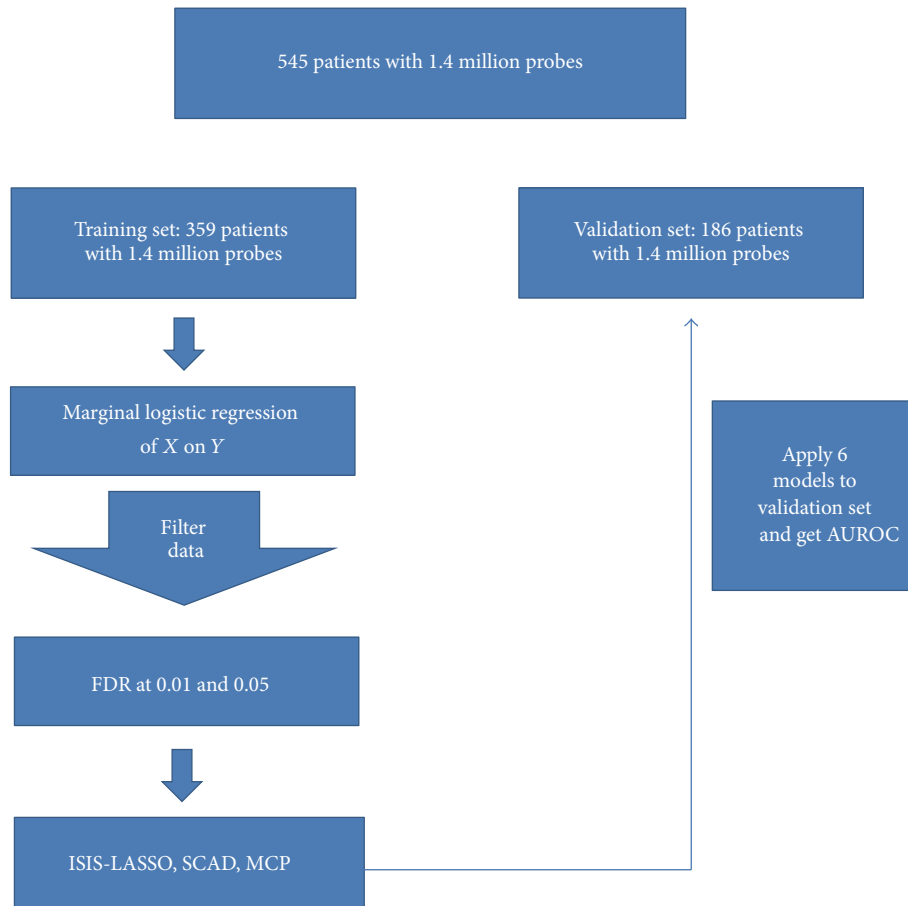 545 patients with 1.4 million probes
Training set: 359 patients
with 1.4 million probes
Validation set: 186 patients
with 1.4 million probes
Marginal logistic regression
of X on Y
Filter
data
FDR at 0.01 and 0.05
ISIS-LASSO, SCAD, MCP
Apply 6
models to
validation set
and get AUROC